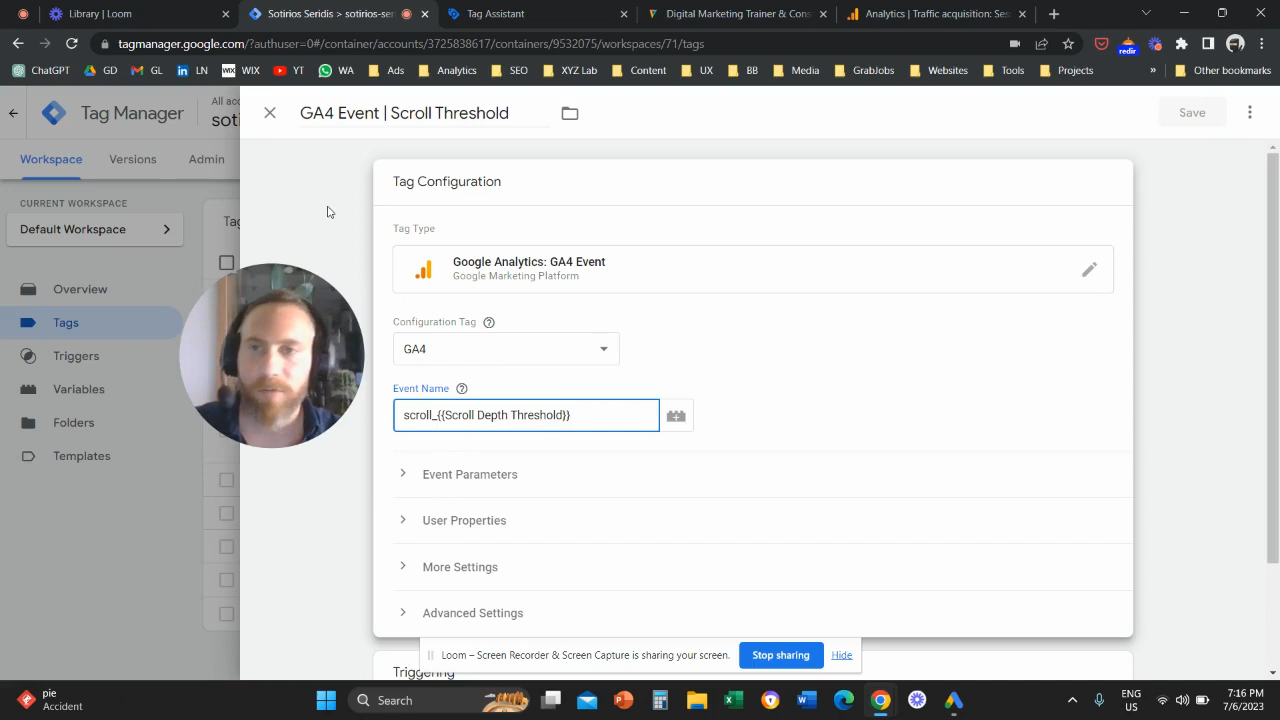 Library | Loom
Sotirios Seridis > sotirios-ser
Tag Assistant
Digital Marketing Trainer & Cons
Analytics | Traffic acquisition: Ses
tagmanager.google.com/?authuser=0#/container/accounts/3725838617/containers/9532075/workspaces/71/tags
redir
ChatGPT
GD
GL
LN
WIX
WIX
YT
WA
Ads
Analytics
SEO
XYZ Lab
Content
UX
BB
Media
GrabJobs
Websites
Tools
Projects
»
Other bookmarks
Tag Manager
All acc
soti
GA4 Event | Scroll Threshold
Save
Workspace
Versions
Admin
CURRENT WORKSPACE
Default Workspace
Overview
Tags
Triggers
Variables
Folders
Templates
Tag
Tag Configuration
Tag Type
Google Analytics: GA4 Event
Google Marketing Platform
Configuration Tag
GA4
Event Name
scroll_{{Scroll Depth Threshold}}
Event Parameters
User Properties
More Settings
Advanced Settings
Loom – Screen Recorder & Screen Capture is sharing your screen.
Stop sharing
Hide
Triggering
pie
Accident
Search
ENG
US
7:16 PM
7/6/2023